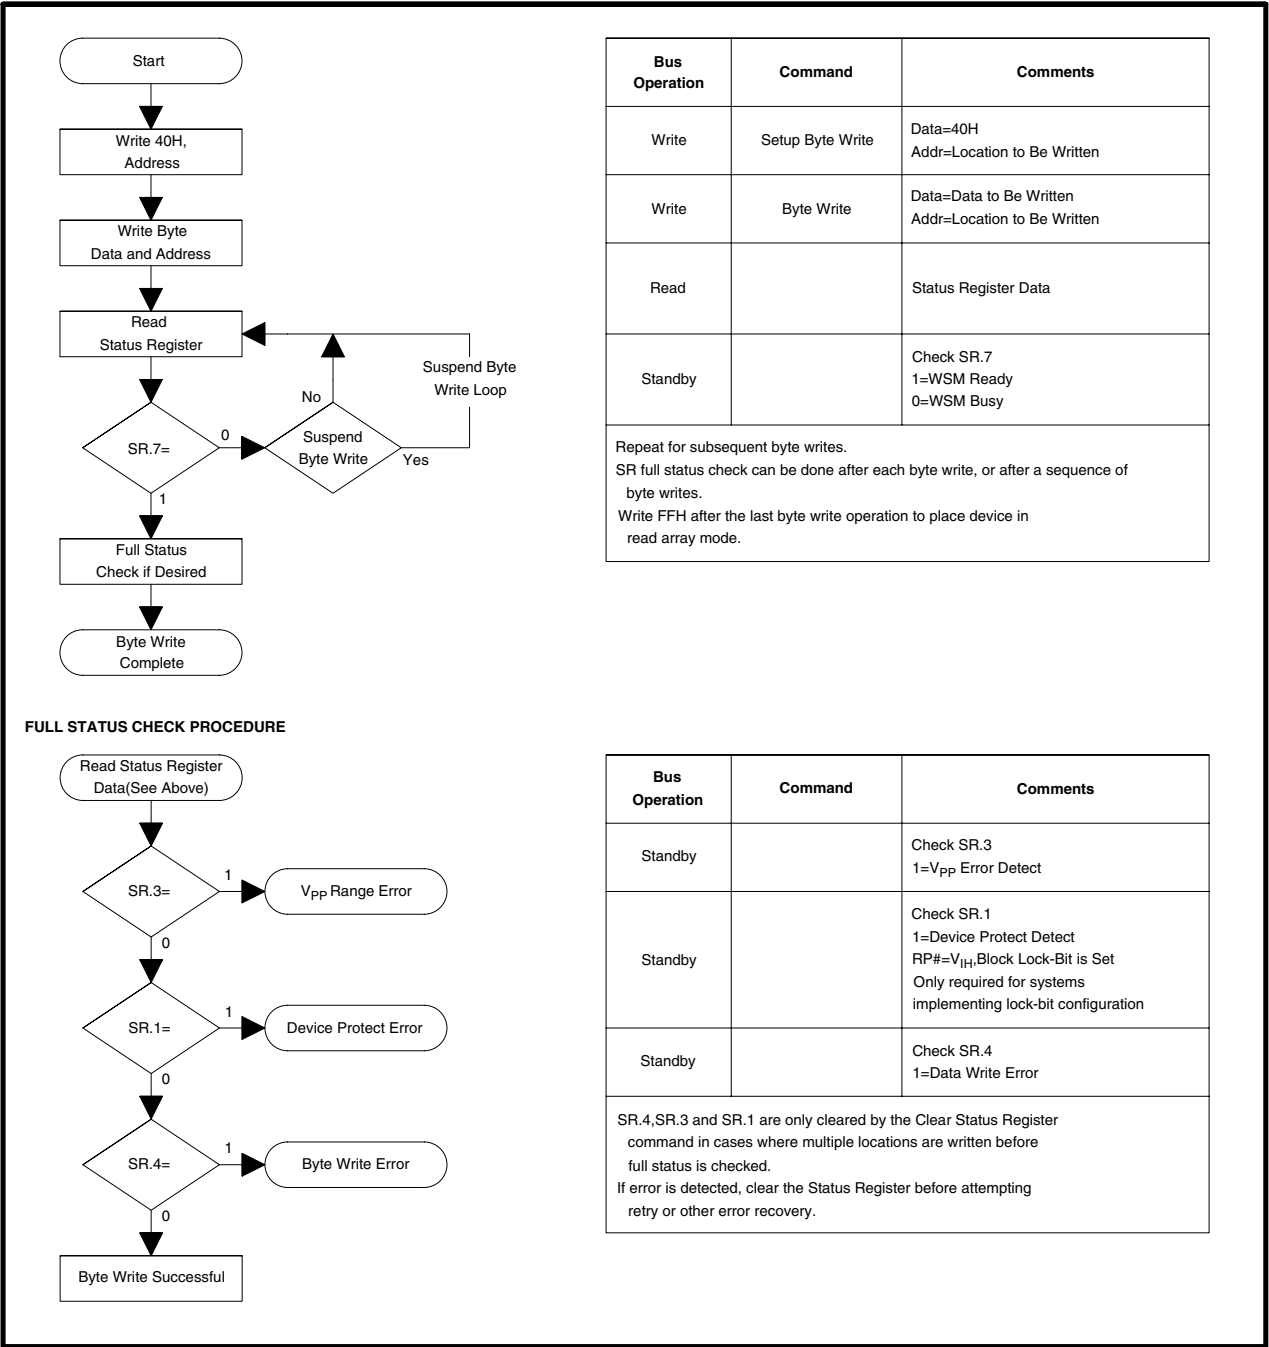 Start
Write 40H,
Address
Write Byte
Data and Address
Read
Status Register
SR.7=
0
1
Suspend
Byte Write
No
Yes
Suspend Byte
Write Loop
Full Status
Check if Desired
Byte Write
Complete
Bus
Operation
Command
Comments
Write
Setup Byte Write
Data=40H
Addr=Location to Be Written
Write
Byte Write
Data=Data to Be Written
Addr=Location to Be Written
Read
Status Register Data
Standby
Check SR.7
1=WSM Ready
0=WSM Busy
Repeat for subsequent byte writes.
SR full status check can be done after each byte write, or after a sequence of
byte writes.
Write FFH after the last byte write operation to place device in
read array mode.
FULL STATUS CHECK PROCEDURE
Read Status Register
Data(See Above)
SR.3=
1
VPP Range Error
0
SR.1=
1
Device Protect Error
0
SR.4=
1
Byte Write Error
0
Byte Write Successful
Bus
Operation
Command
Comments
Standby
Check SR.3
1=VPP Error Detect
Standby
Check SR.1
1=Device Protect Detect
RP#=VIH,Block Lock-Bit is Set
Only required for systems
implementing lock-bit configuration
Standby
Check SR.4
1=Data Write Error
SR.4,SR.3 and SR.1 are only cleared by the Clear Status Register
command in cases where multiple locations are written before
full status is checked.
If error is detected, clear the Status Register before attempting
retry or other error recovery.